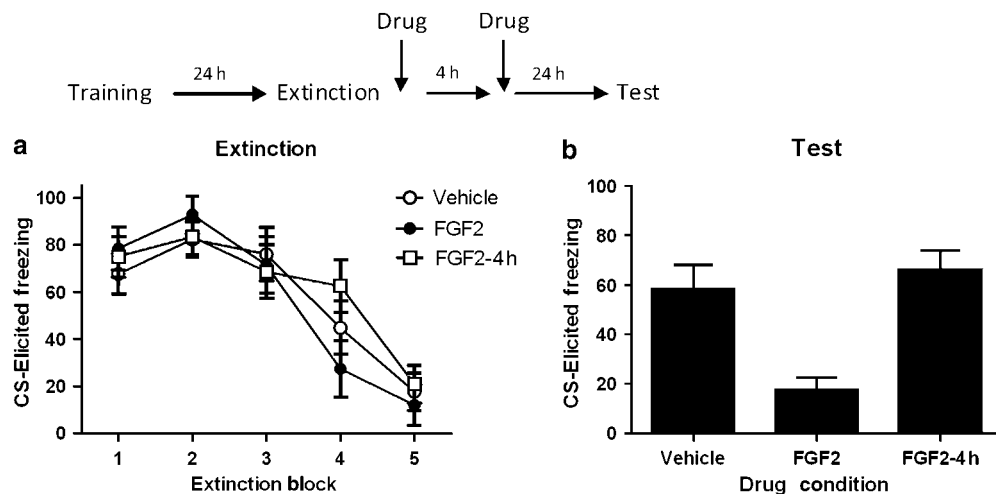 Drug Drug
24 h 4 h 24 h
Training Extinction Test
a Extinction
CS-Elicited freezing
100
80
60
40
20
0
Vehicle
FGF2
FGF2-4h
1 2 3 4 5
Extinction block
b Test
CS-Elicited freezing
100
80
60
40
20
0
Vehicle FGF2 FGF2-4h
Drug condition